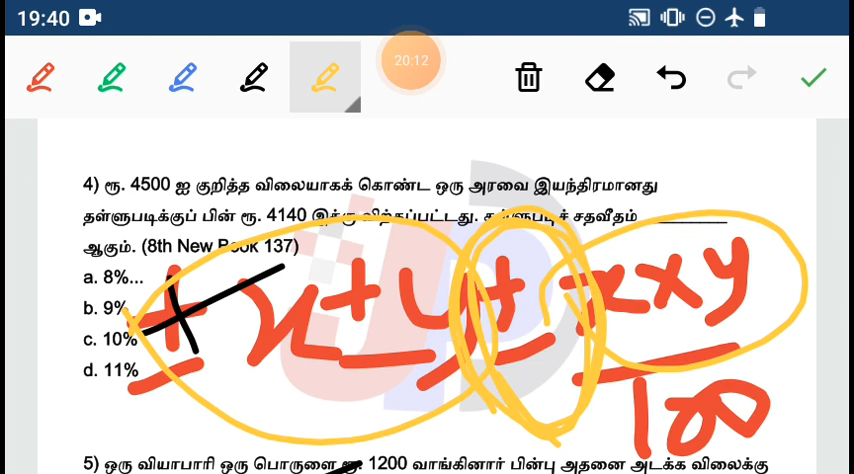 19:40
20:12
4) ரூ. 4500 ஐ குறித்த விலையாகக் கொண்ட ஒரு அரவை இயந்திரமானது
தள்ளுபடிக்குப் பின் ரூ. 4140 இக்கு விற்கப்பட்டது. தள்ளுபடிச் சதவீதம் ________
ஆகும். (8th New Book 137)
a. 8%...
b. 9%
c. 10%
d. 11%
± x ± y ± x × y
100
5) ஒரு வியாபாரி ஒரு பொருளை ரூ. 1200 வாங்கினார் பின்பு அதனை அடக்க விலைக்கு